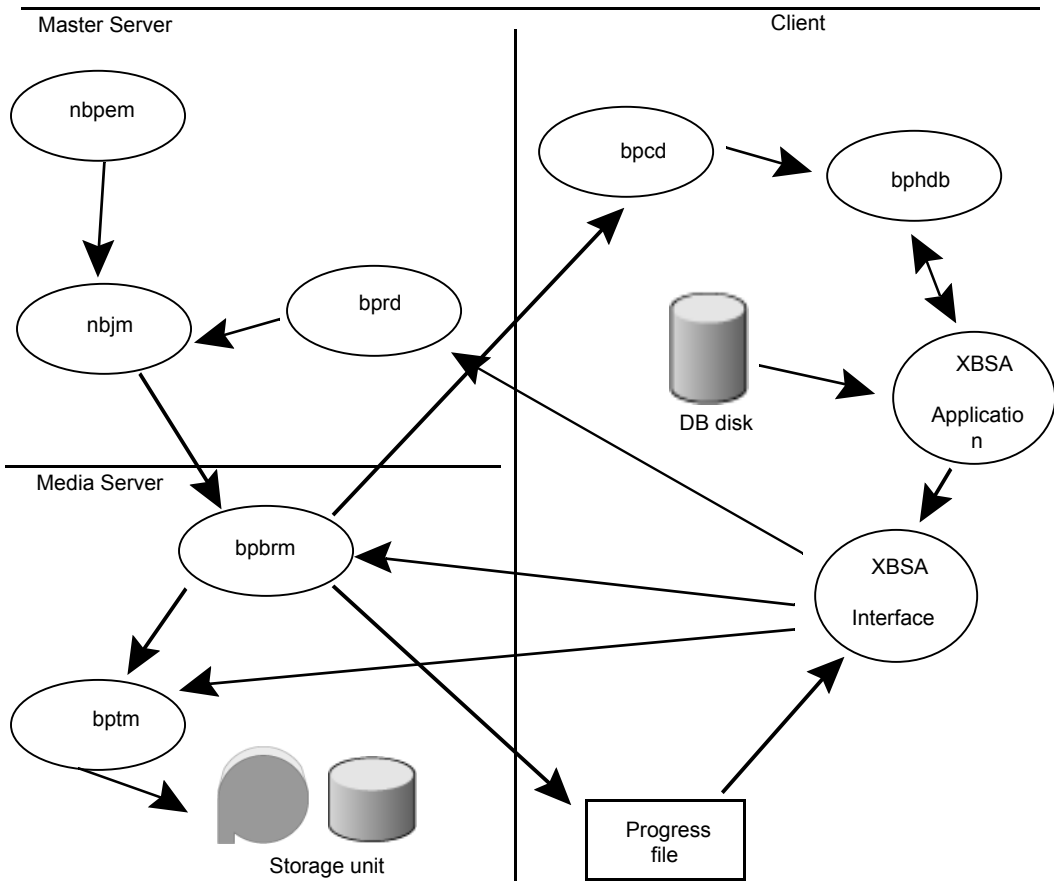 Master Server
Client
nbpem
bpcd
bphdb
nbjm
bprd
XBSA
Applicatio
n
DB disk
Media Server
bpbrm
XBSA
Interface
bptm
Storage unit
Progress
file